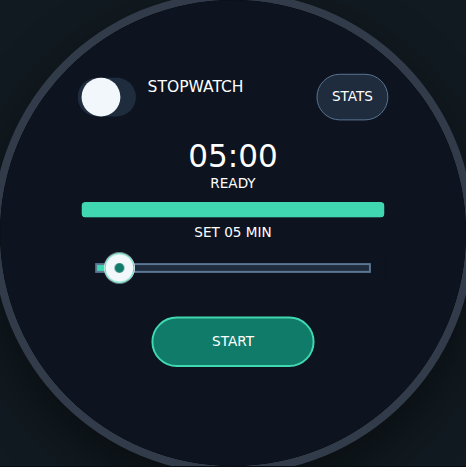 STOPWATCH
STATS
05:00
READY
SET 05 MIN
START